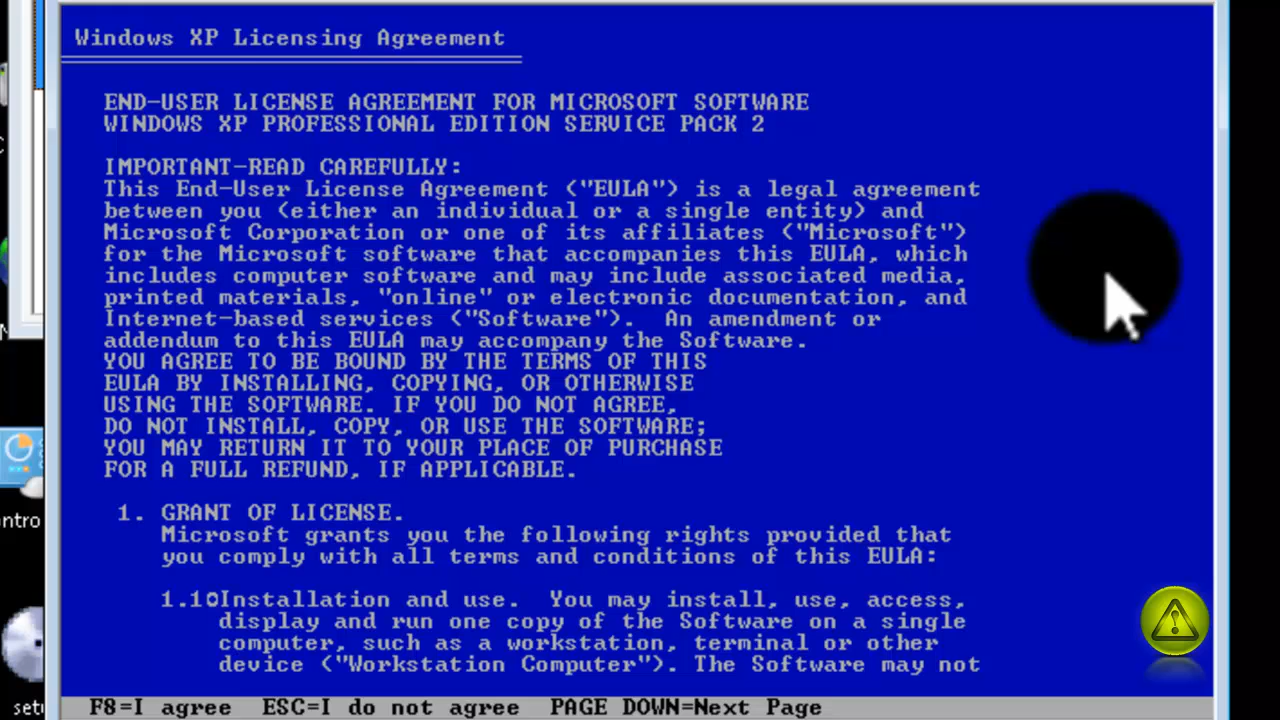 Windows XP Licensing Agreement
END-USER LICENSE AGREEMENT FOR MICROSOFT SOFTWARE
WINDOWS XP PROFESSIONAL EDITION SERVICE PACK 2
IMPORTANT-READ CAREFULLY:
This End-User License Agreement ("EULA") is a legal agreement
between you (either an individual or a single entity) and
Microsoft Corporation or one of its affiliates ("Microsoft")
for the Microsoft software that accompanies this EULA, which
includes computer software and may include associated media,
printed materials, "online" or electronic documentation, and
Internet-based services ("Software").  An amendment or
addendum to this EULA may accompany the Software.
YOU AGREE TO BE BOUND BY THE TERMS OF THIS
EULA BY INSTALLING, COPYING, OR OTHERWISE
USING THE SOFTWARE. IF YOU DO NOT AGREE,
DO NOT INSTALL, COPY, OR USE THE SOFTWARE;
YOU MAY RETURN IT TO YOUR PLACE OF PURCHASE
FOR A FULL REFUND, IF APPLICABLE.
1. GRANT OF LICENSE.
Microsoft grants you the following rights provided that
you comply with all terms and conditions of this EULA:
1.1 Installation and use.  You may install, use, access,
display and run one copy of the Software on a single
computer, such as a workstation, terminal or other
device ("Workstation Computer"). The Software may not
ntro
setu
F8=I agree  ESC=I do not agree  PAGE DOWN=Next Page